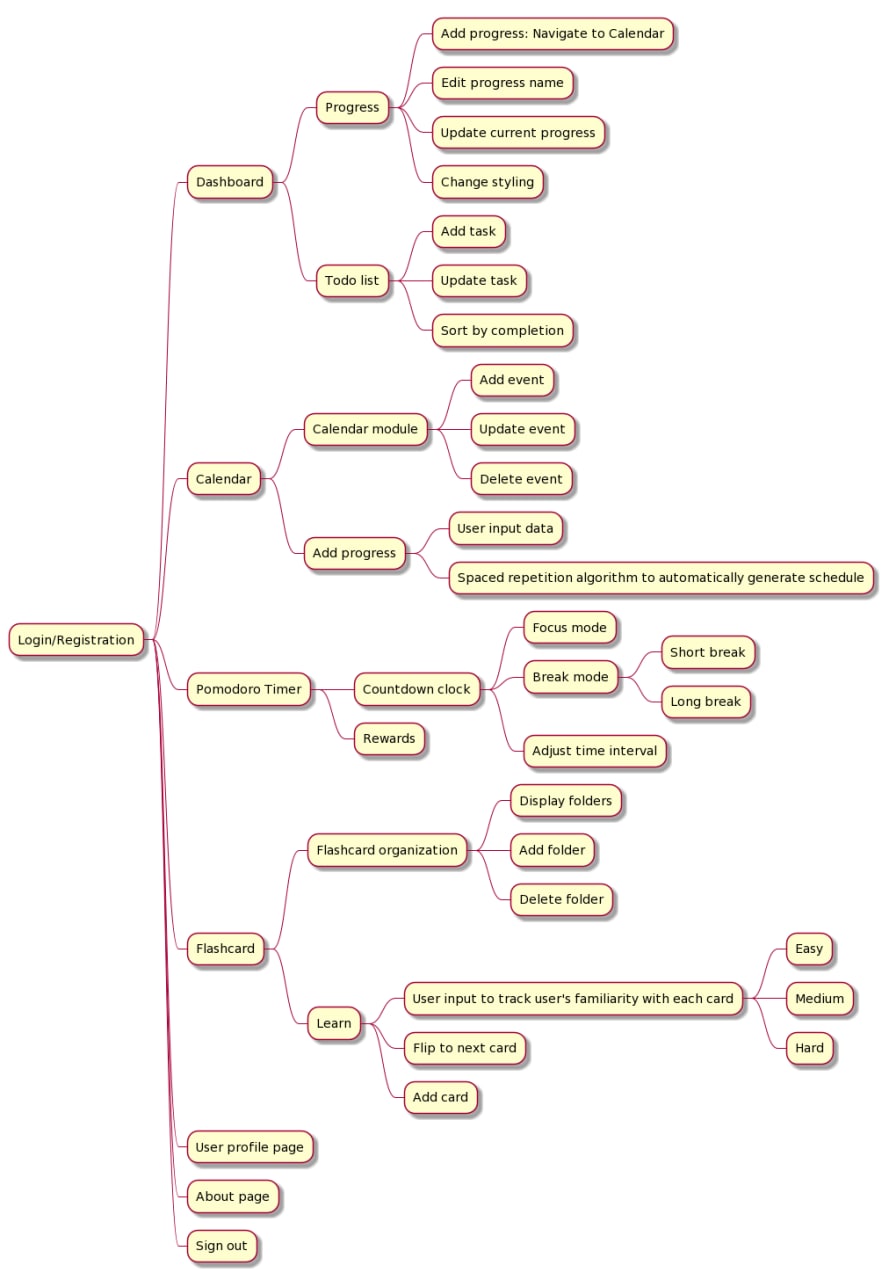 Login/Registration
Dashboard
Progress
Add progress: Navigate to Calendar
Edit progress name
Update current progress
Change styling
Todo list
Add task
Update task
Sort by completion
Calendar
Calendar module
Add event
Update event
Delete event
Add progress
User input data
Spaced repetition algorithm to automatically generate schedule
Pomodoro Timer
Countdown clock
Focus mode
Break mode
Short break
Long break
Adjust time interval
Rewards
Flashcard
Flashcard organization
Display folders
Add folder
Delete folder
Learn
User input to track user's familiarity with each card
Easy
Medium
Hard
Flip to next card
Add card
User profile page
About page
Sign out